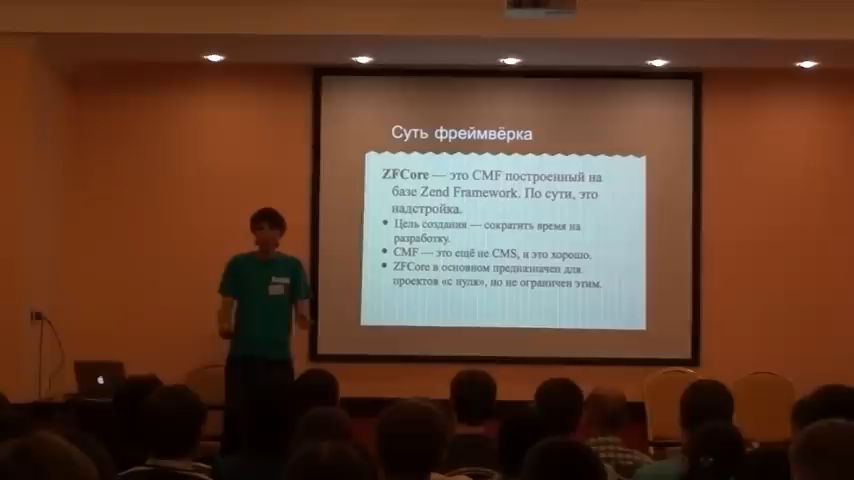 Суть фреймвёрка
ZFCore — это CMF построенный на
базе Zend Framework. По сути, это
надстройка.
• Цель создания — сократить время на
разработку.
• CMF — это ещё не CMS, и это хорошо.
• ZFCore в основном предназначен для
проектов «с нуля», но не ограничен этим.